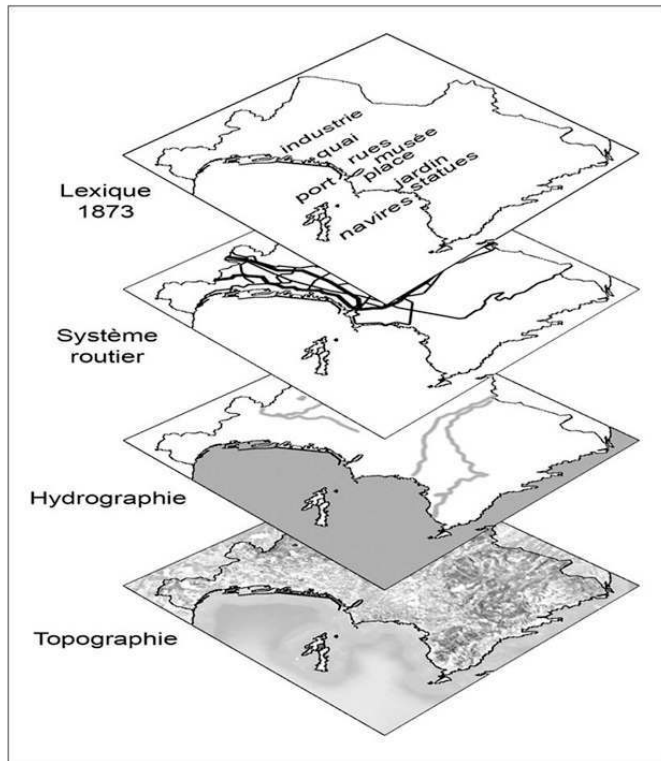 industrie
quai
rues
musée
port
place
jardin
navires
statues
Lexique
1873
Système
routier
Hydrographie
Topographie